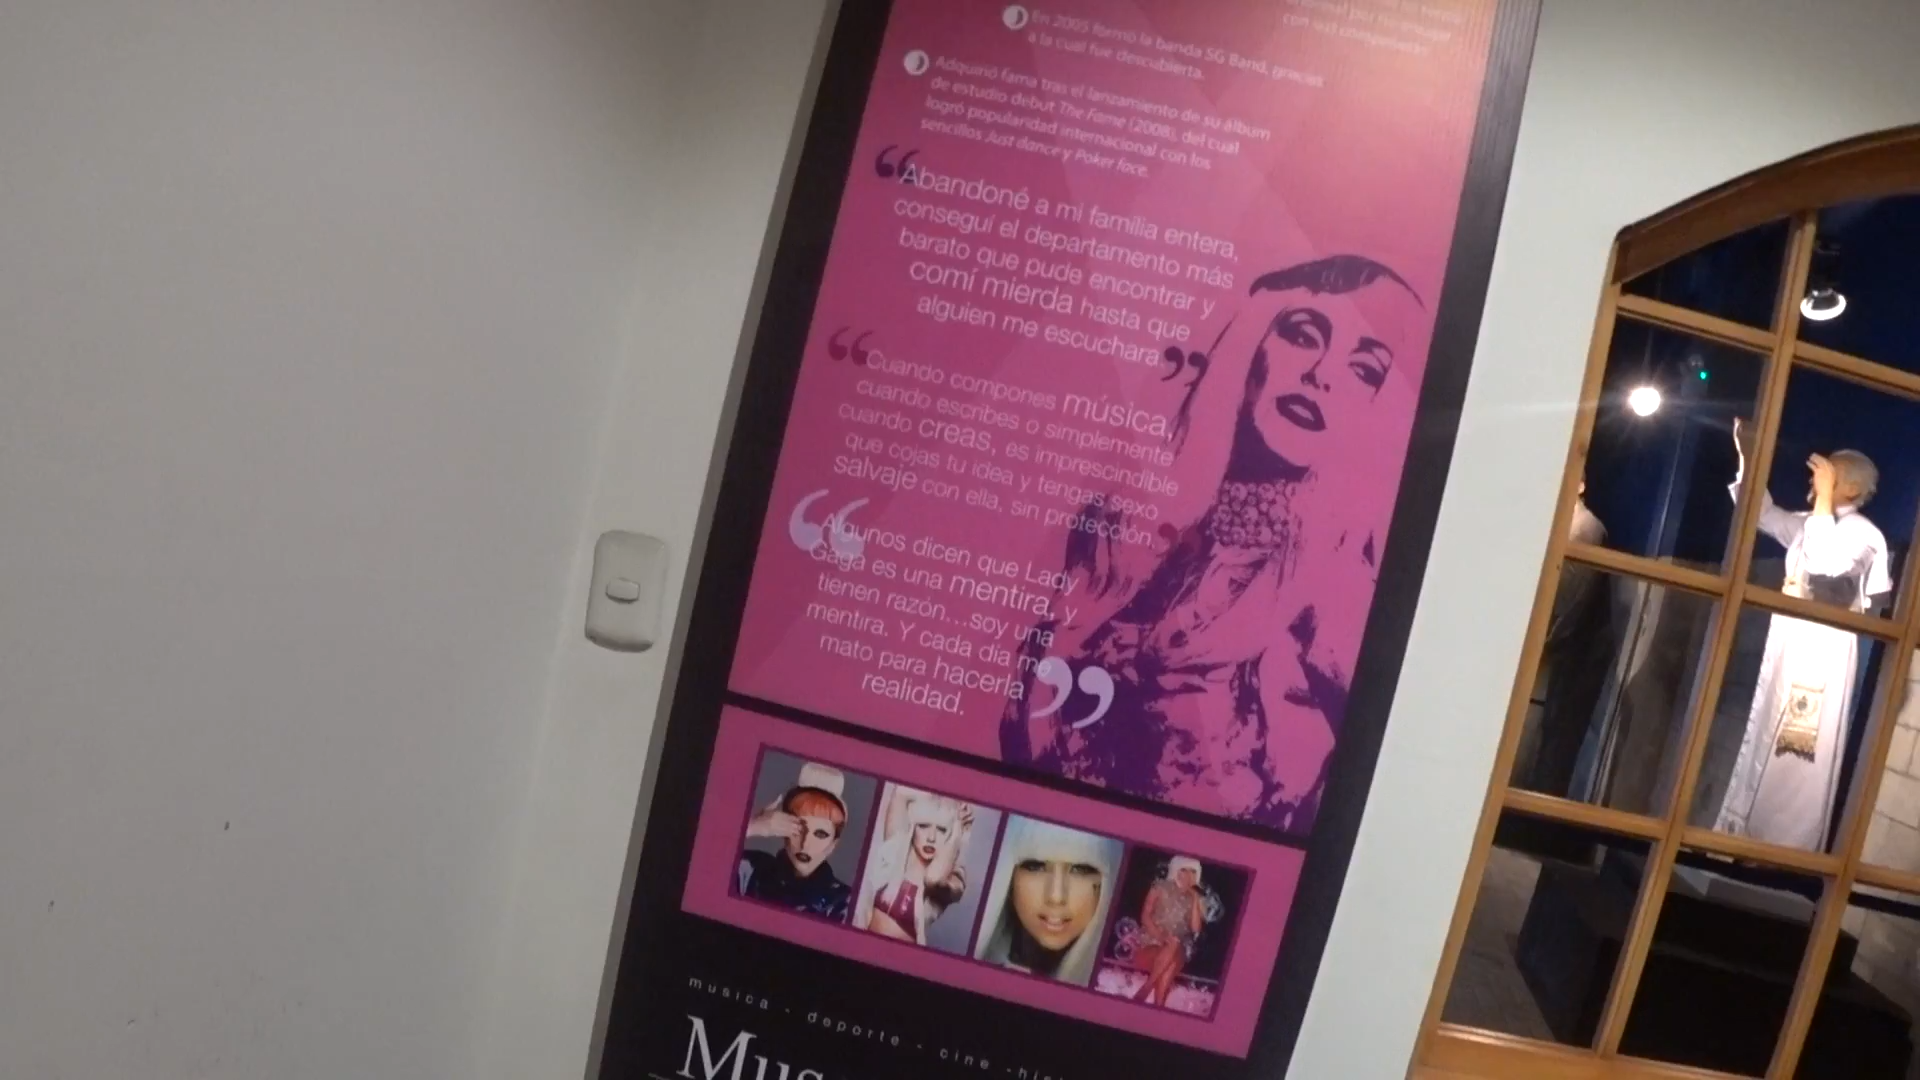 En 2005 formó la banda SG Band, gracias
a la cual fue descubierta.
Adquirió fama tras el lanzamiento de su álbum
de estudio debut The Fame (2008), del cual
logró popularidad internacional con los
sencillos Just dance y Poker face.
“Abandoné a mi familia entera,
conseguí el departamento más
barato que pude encontrar y
comí mierda hasta que
alguien me escuchara.”
“Cuando compones música,
cuando escribes o simplemente
cuando creas, es imprescindible
que cojas tu idea y tengas sexo
salvaje con ella, sin protección.”
“Algunos dicen que Lady
Gaga es una mentira, y
tienen razón...soy una
mentira. Y cada día me
mato para hacerla
realidad.”
musica - deporte - cine -his
Mus